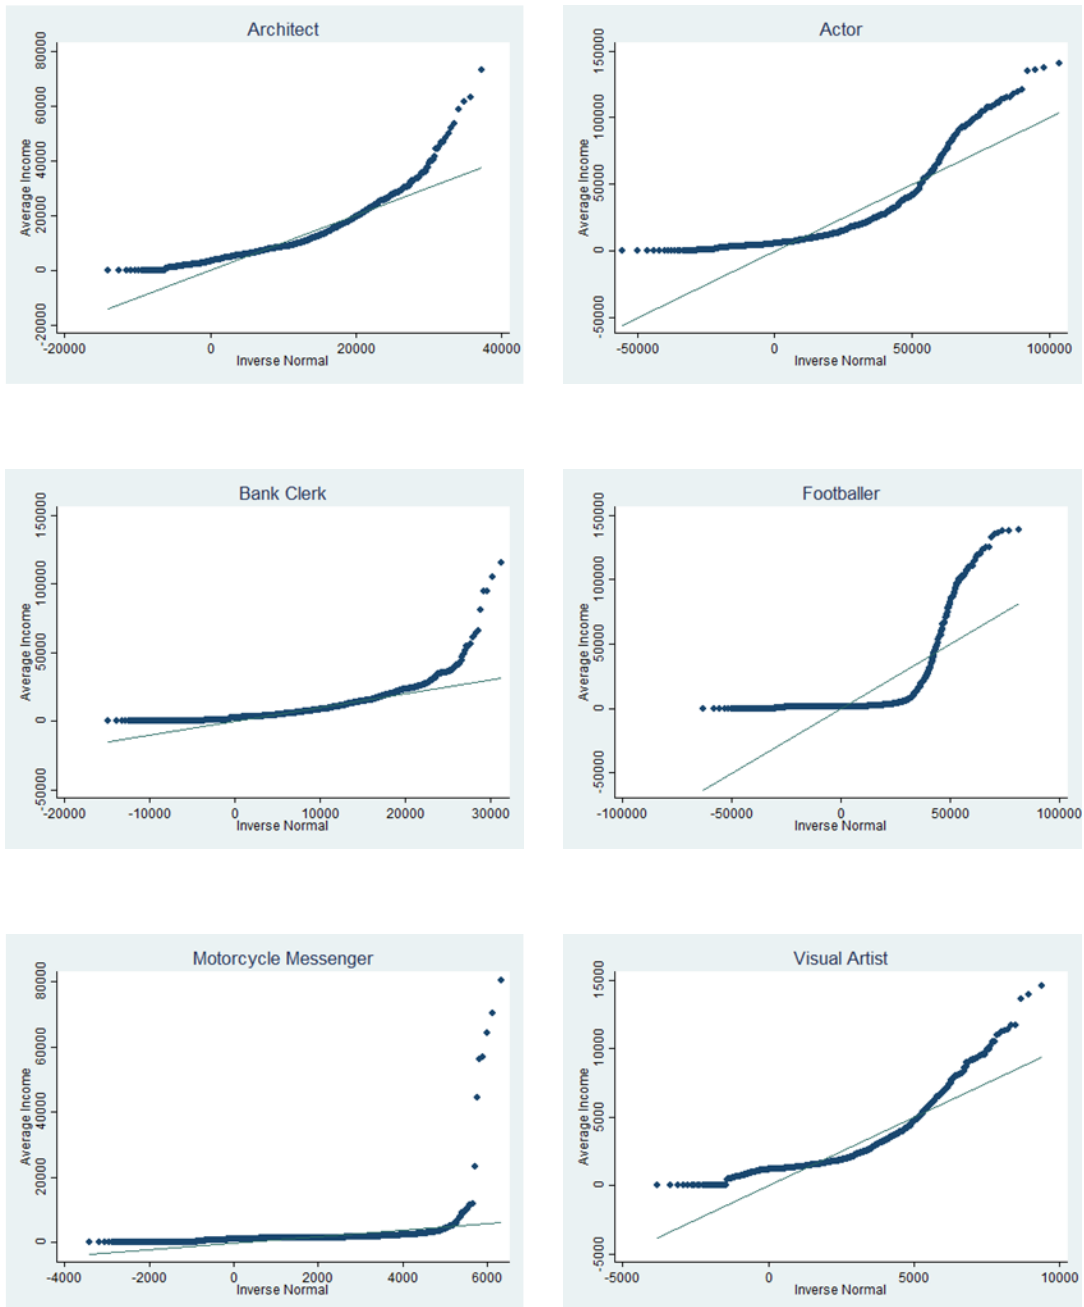 Architect
Average Income
80000
60000
40000
20000
0
-20000
-20000 0 20000 40000
Inverse Normal
Actor
Average Income
150000
100000
50000
0
-50000
-50000 0 50000 100000
Inverse Normal
Bank Clerk
Average Income
150000
100000
50000
0
-50000
-20000 -10000 0 10000 20000 30000
Inverse Normal
Footballer
Average Income
150000
100000
50000
0
-50000
-100000 -50000 0 50000 100000
Inverse Normal
Motorcycle Messenger
Average Income
80000
60000
40000
20000
0
-4000 -2000 0 2000 4000 6000
Inverse Normal
Visual Artist
Average Income
15000
10000
5000
0
-5000
-5000 0 5000 10000
Inverse Normal